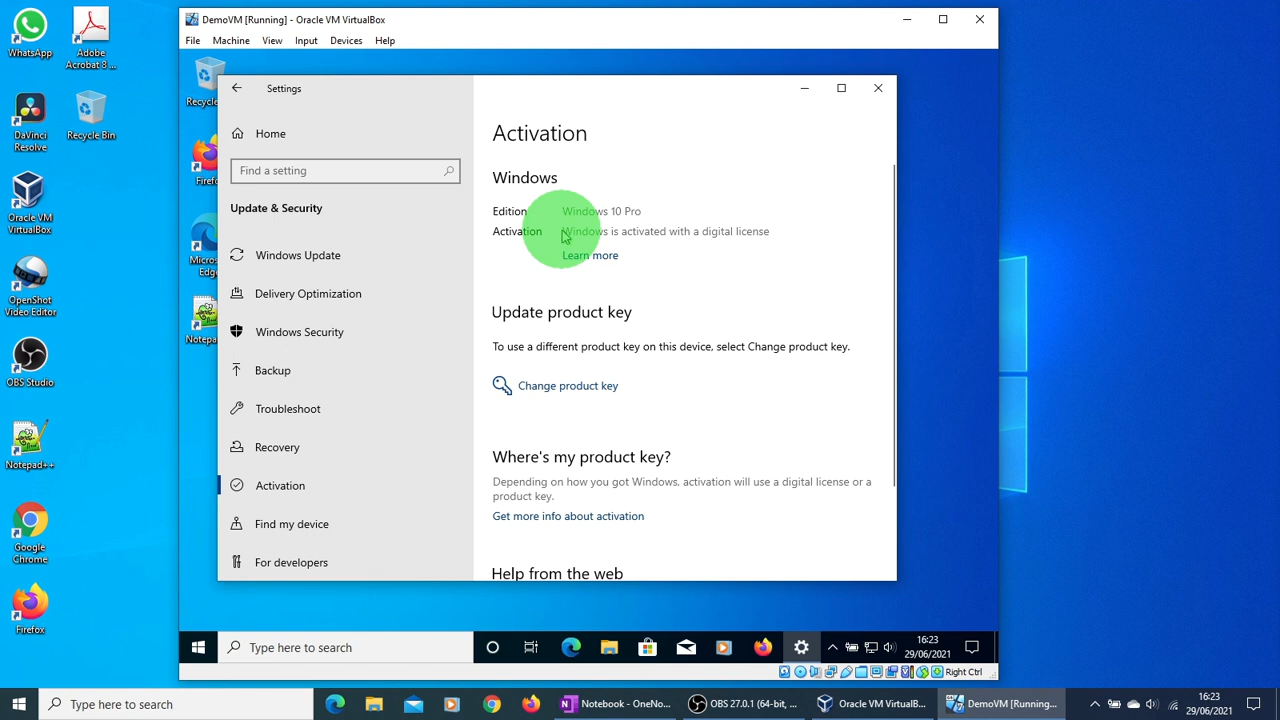 DemoVM [Running] - Oracle VM VirtualBox
File Machine View Input Devices Help
WhatsApp
Adobe
Acrobat 8 ...
DaVinci
Resolve
Recycle Bin
Oracle VM
VirtualBox
OpenShot
Video Editor
OBS Studio
Notepad++
Google
Chrome
Firefox
Recycle
Firefo
Micros
Edg
Notepa
Settings
Home
Find a setting
Update & Security
Windows Update
Delivery Optimization
Windows Security
Backup
Troubleshoot
Recovery
Activation
Find my device
For developers
Activation
Windows
Edition Windows 10 Pro
Activation Windows is activated with a digital license
Learn more
Update product key
To use a different product key on this device, select Change product key.
Change product key
Where's my product key?
Depending on how you got Windows, activation will use a digital license or a
product key.
Get more info about activation
Help from the web
Type here to search
16:23
29/06/2021
Right Ctrl
Type here to search
Notebook - OneNo...
OBS 27.0.1 (64-bit, ...
Oracle VM VirtualB...
DemoVM [Running...
16:23
29/06/2021